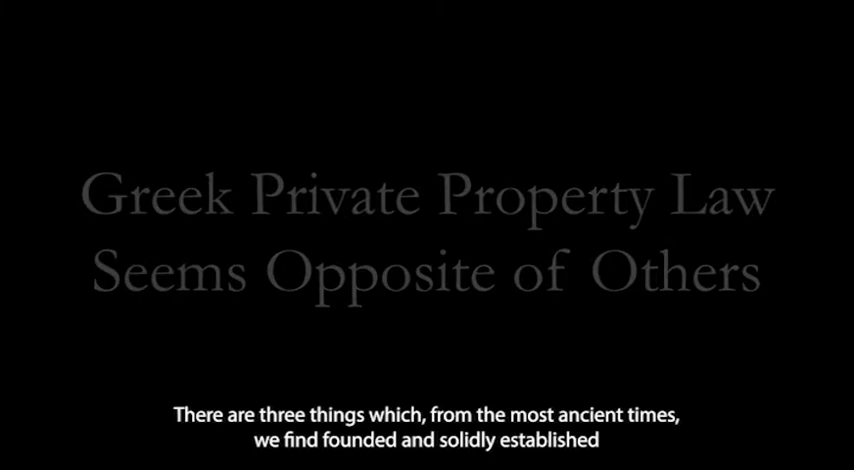 Greek Private Property Law
Seems Opposite of Others
There are three things which, from the most ancient times,
we find founded and solidly established